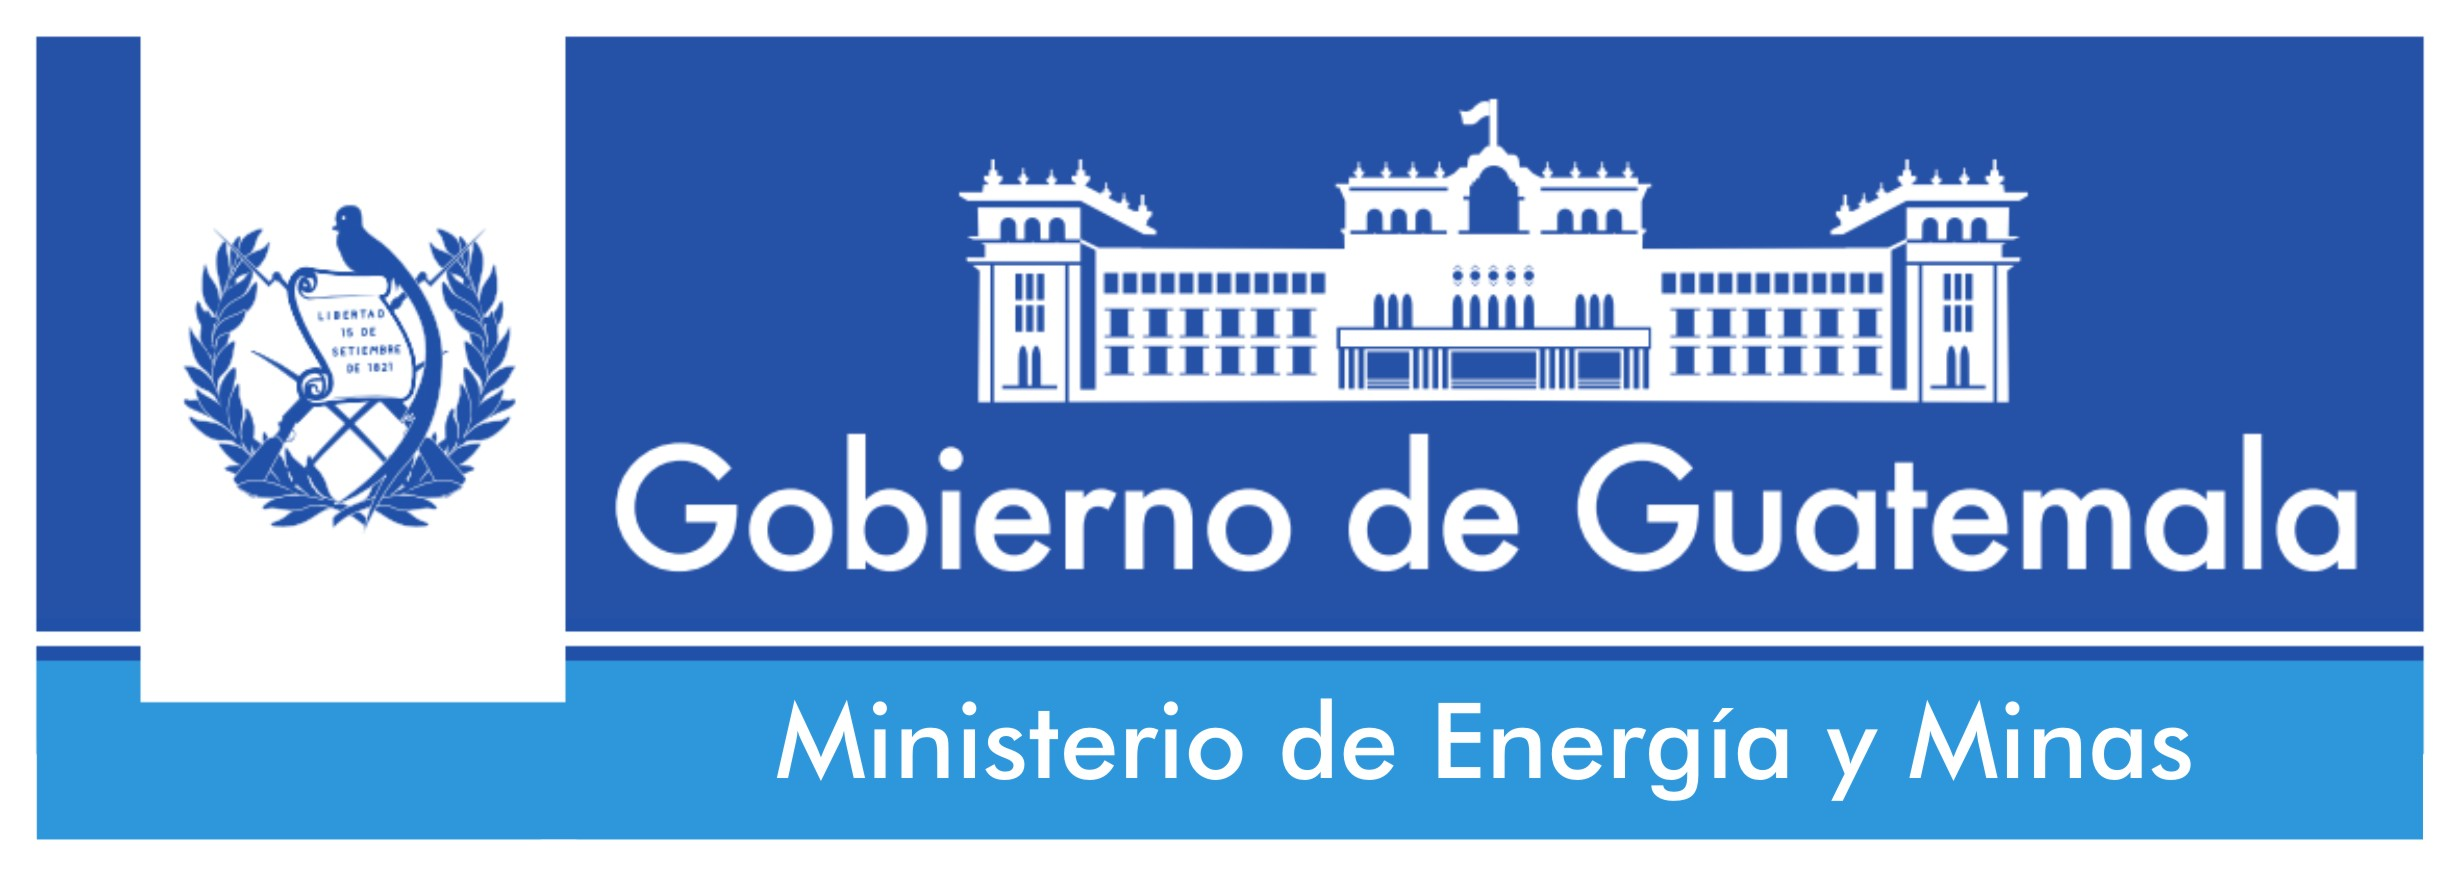 LIBERTAD
15 DE
SETIEMBRE
DE 1821
Gobierno de Guatemala
Ministerio de Energía y Minas